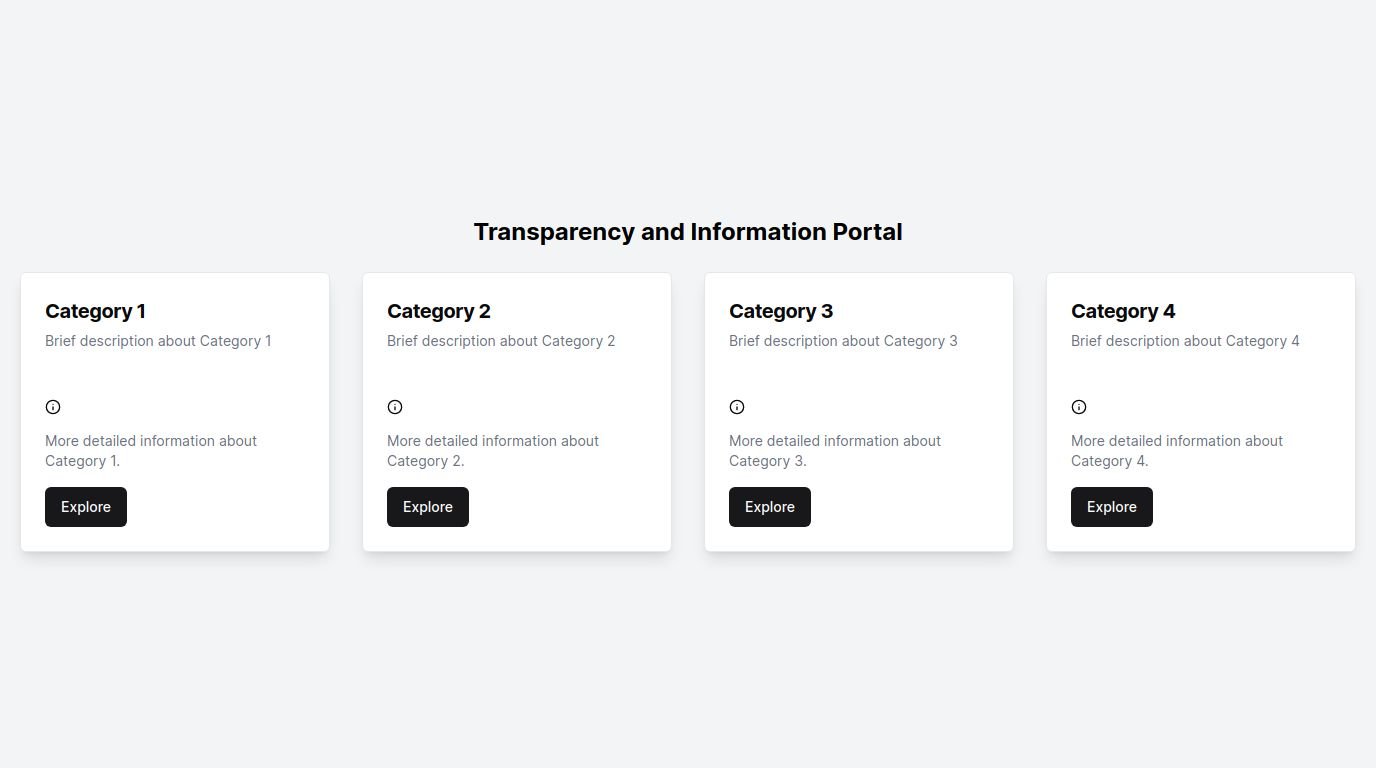 Transparency and Information Portal
Category 1
Brief description about Category 1
More detailed information about
Category 1.
Explore
Category 2
Brief description about Category 2
More detailed information about
Category 2.
Explore
Category 3
Brief description about Category 3
More detailed information about
Category 3.
Explore
Category 4
Brief description about Category 4
More detailed information about
Category 4.
Explore